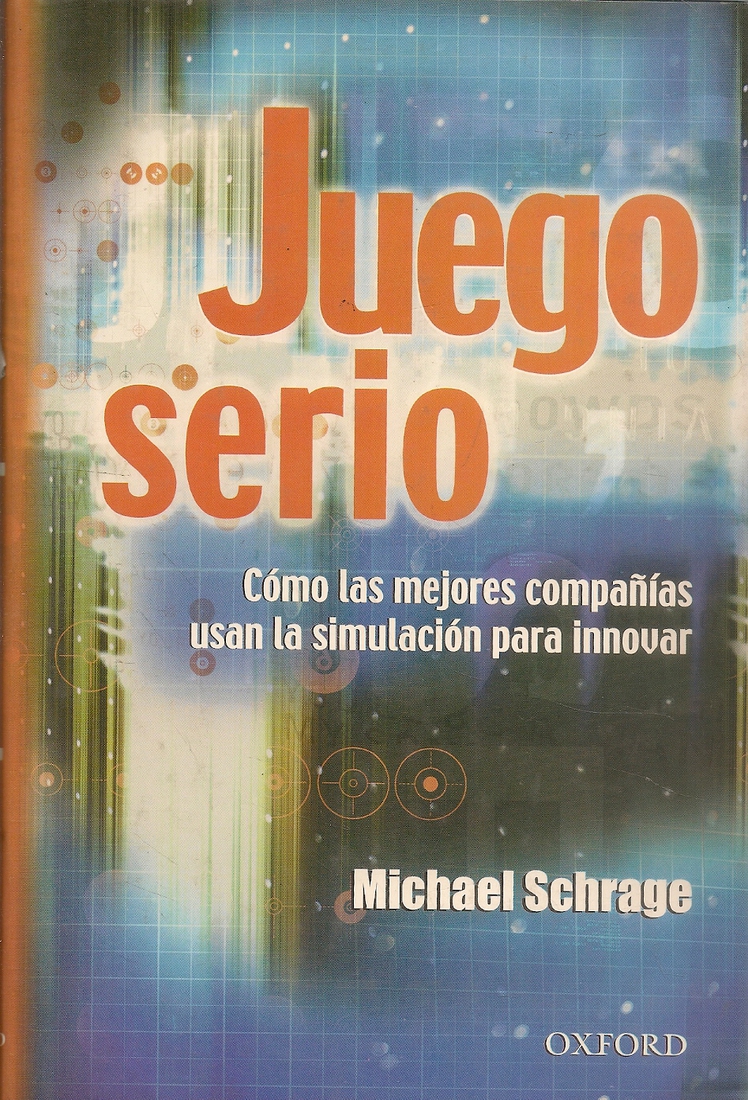 Juego
serio
Cómo las mejores compañías
usan la simulación para innovar
Michael Schrage
OXFORD